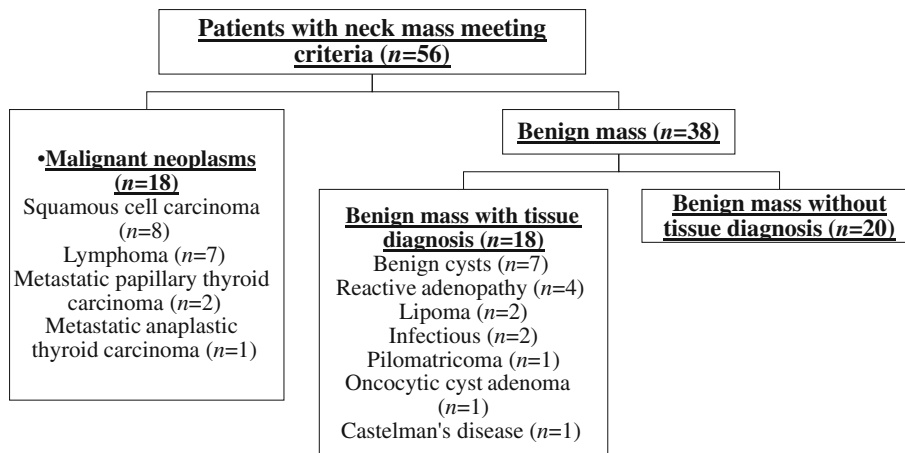 Patients with neck mass meeting
criteria (n=56)
•Malignant neoplasms
(n=18)
Squamous cell carcinoma
(n=8)
Lymphoma (n=7)
Metastatic papillary thyroid
carcinoma (n=2)
Metastatic anaplastic
thyroid carcinoma (n=1)
Benign mass (n=38)
Benign mass with tissue
diagnosis (n=18)
Benign cysts (n=7)
Reactive adenopathy (n=4)
Lipoma (n=2)
Infectious (n=2)
Pilomatricoma (n=1)
Oncocytic cyst adenoma
(n=1)
Castelman's disease (n=1)
Benign mass without
tissue diagnosis (n=20)